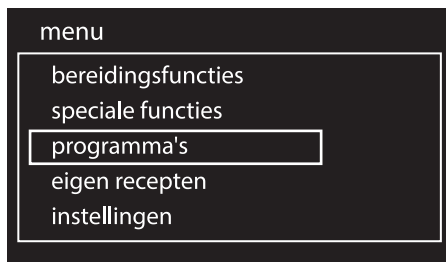 menu
bereidingsfuncties
speciale functies
programma's
eigen recepten
instellingen